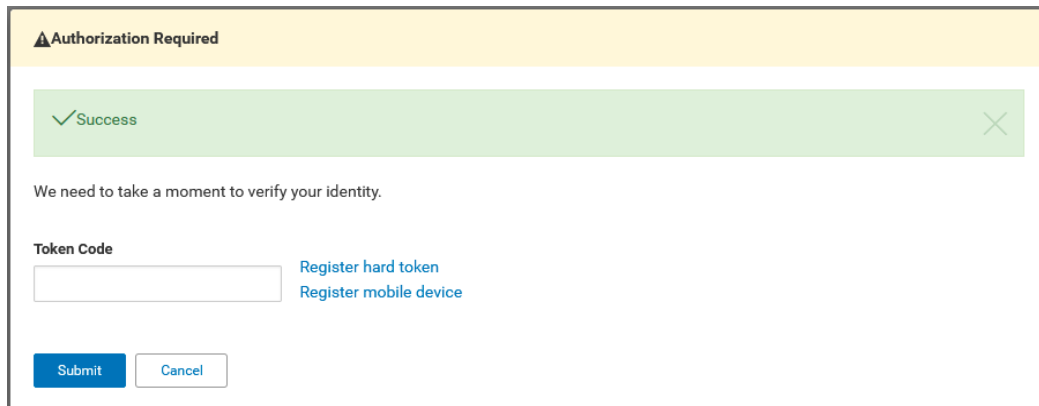 Authorization Required
Success
We need to take a moment to verify your identity.
Token Code
Register hard token
Register mobile device
Submit
Cancel